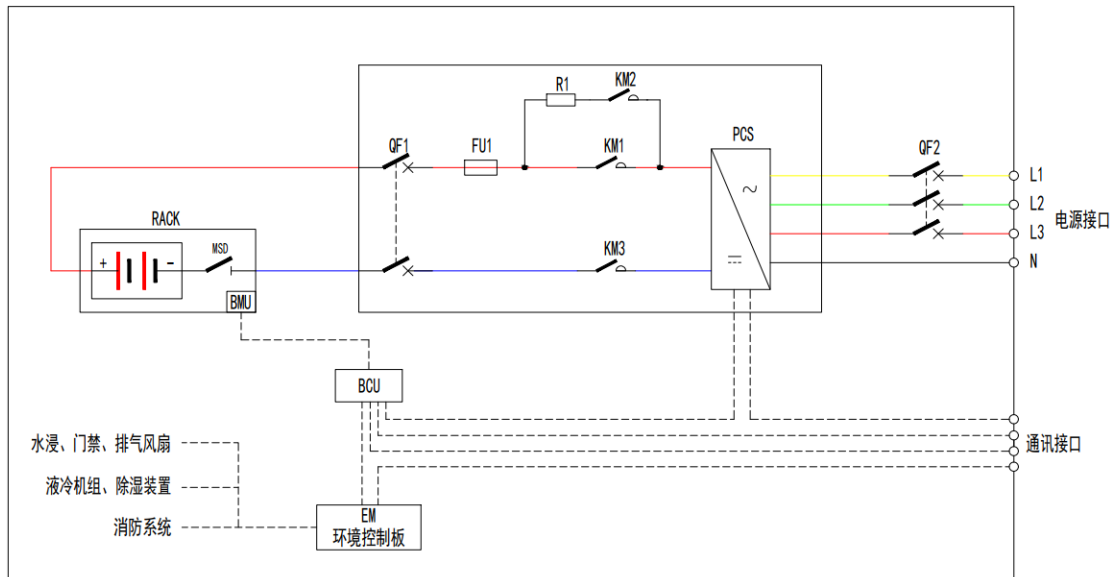 R1
KM2
QF1
FU1
KM1
PCS
QF2
L1
L2
电源接口
L3
N
RACK
MSD
+
-
KM3
BMU
BCU
水浸、门禁、排气风扇
通讯接口
液冷机组、除湿装置
消防系统
EM
环境控制板